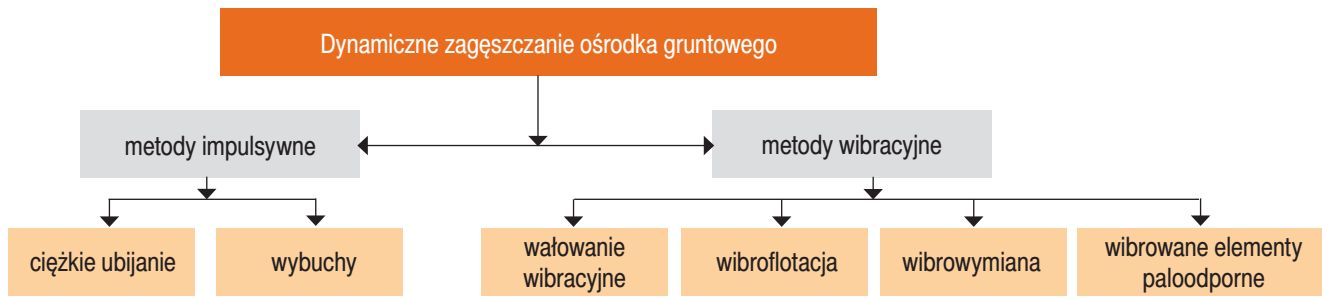 Dynamiczne zagęszczanie ośrodka gruntowego
metody impulsywne
metody wibracyjne
ciężkie ubijanie
wybuchy
wałowanie
wibracyjne
wibroflotacja
wibrowymiana
wibrowane elementy
paloodporne